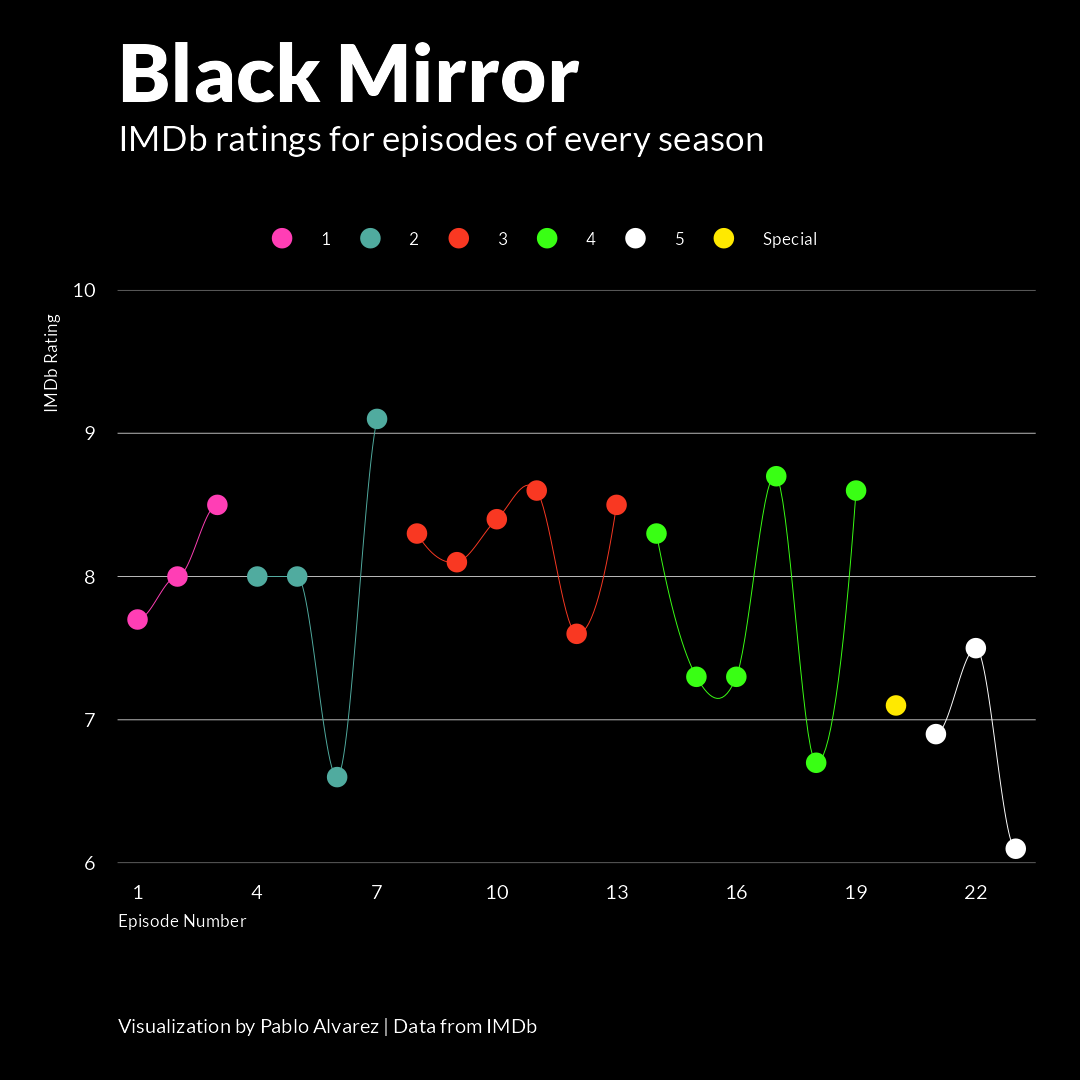 Black Mirror
IMDb ratings for episodes of every season
1 2 3 4 5 Special
10
IMDb Rating
9
8
7
6
1 4 7 10 13 16 19 22
Episode Number
Visualization by Pablo Alvarez | Data from IMDb